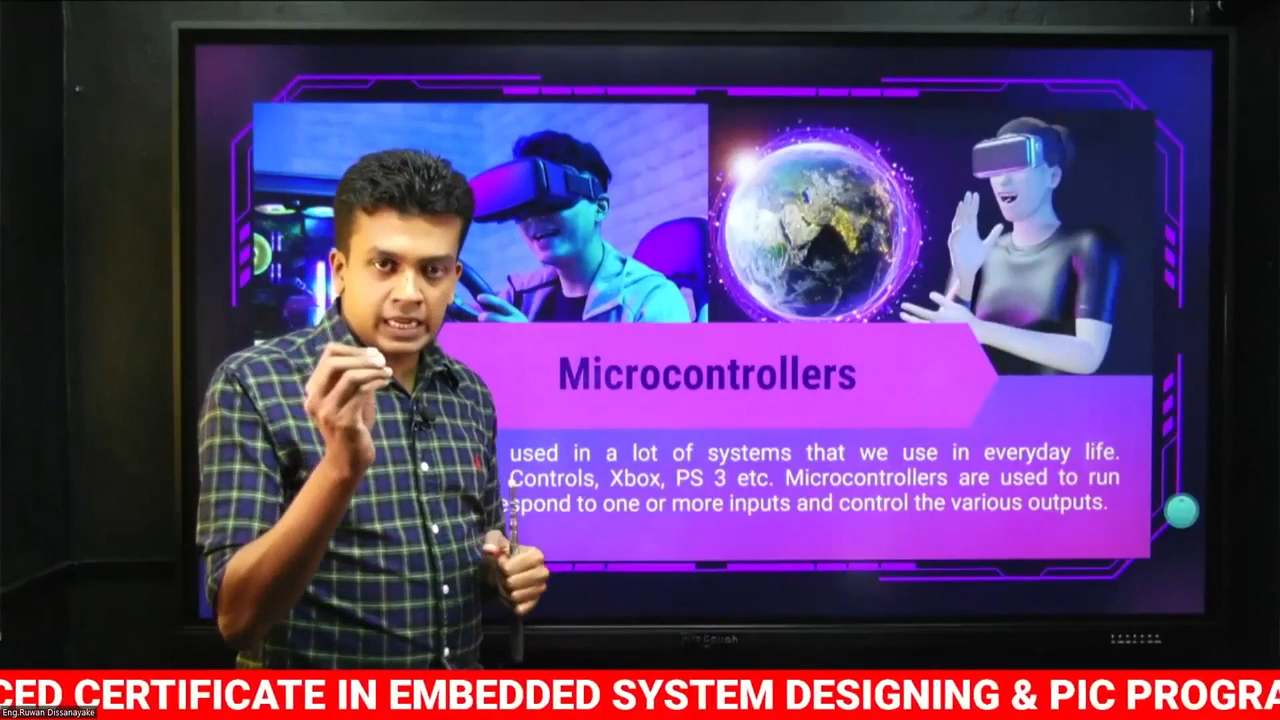 Microcontrollers
used in a lot of systems that we use in everyday life.
Controls, Xbox, PS 3 etc. Microcontrollers are used to run
espond to one or more inputs and control the various outputs.
CED CERTIFICATE IN EMBEDDED SYSTEM DESIGNING & PIC PROGRA
Eng.Ruwan Dissanayake